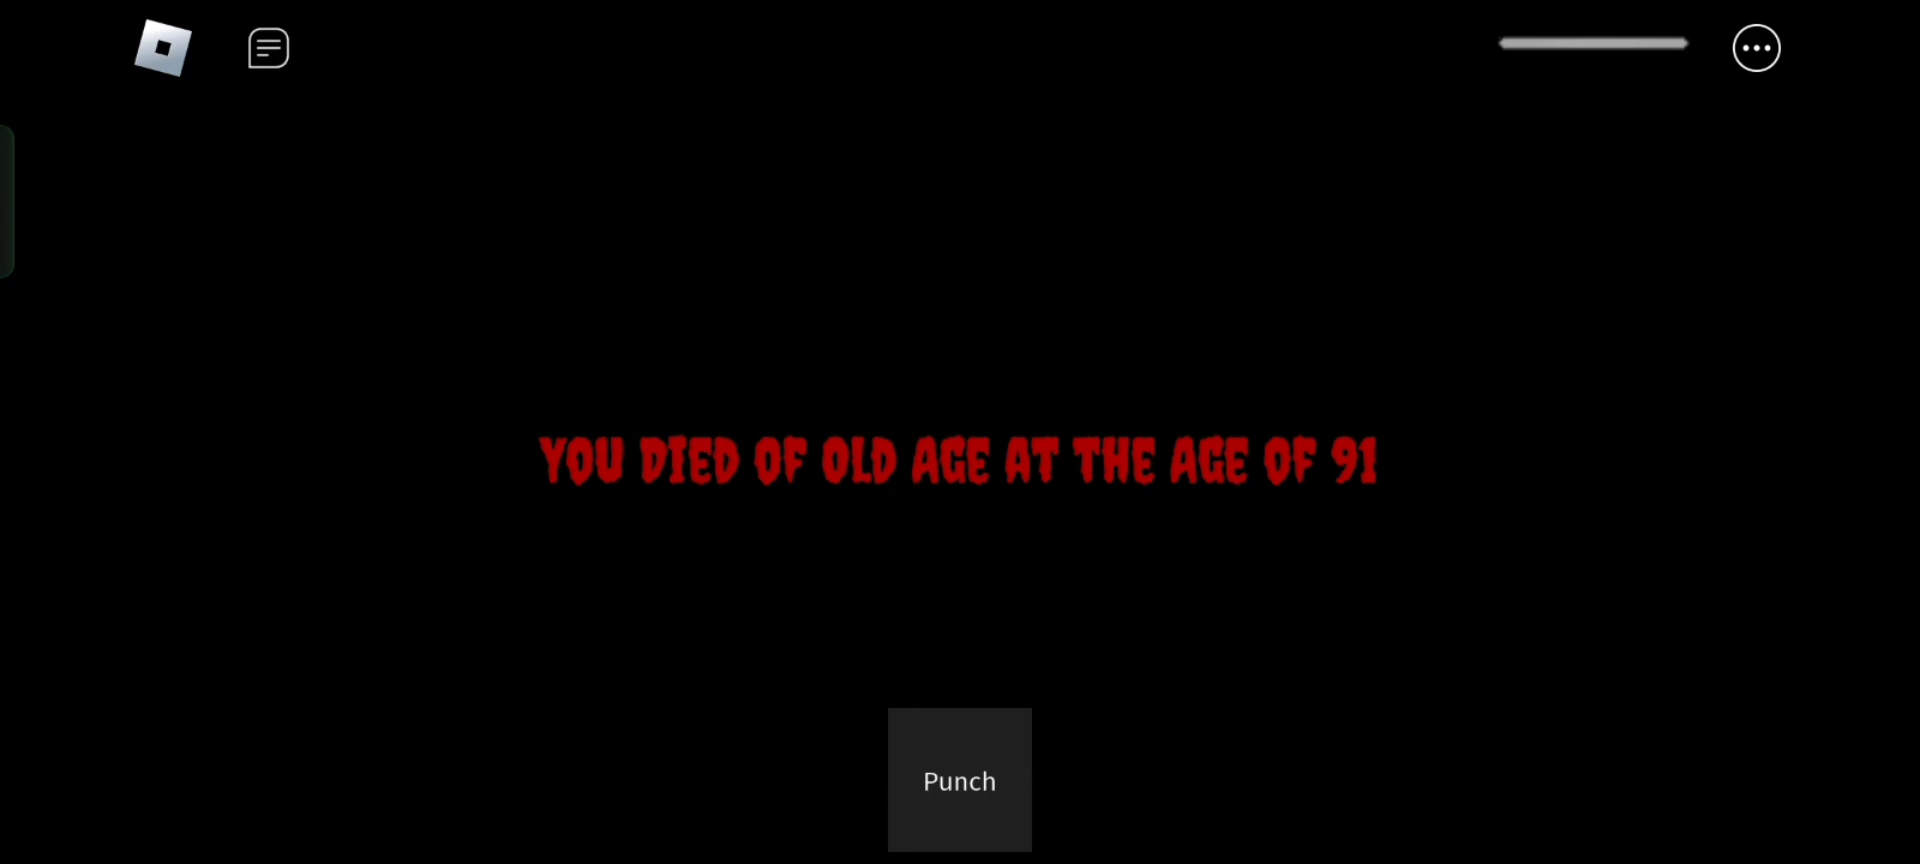 YOU DIED OF OLD AGE AT THE AGE OF 91
Punch